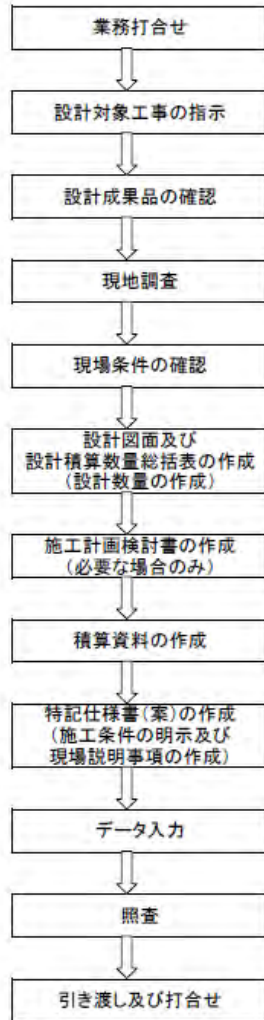 業務打合せ
設計対象工事の指示
設計成果品の確認
現地調査
現場条件の確認
設計図面及び
設計積算数量総括表の作成
(設計数量の作成)
施工計画検討書の作成
(必要な場合のみ)
積算資料の作成
特記仕様書(案)の作成
(施工条件の明示及び
現場説明事項の作成)
データ入力
照査
引き渡し及び打合せ